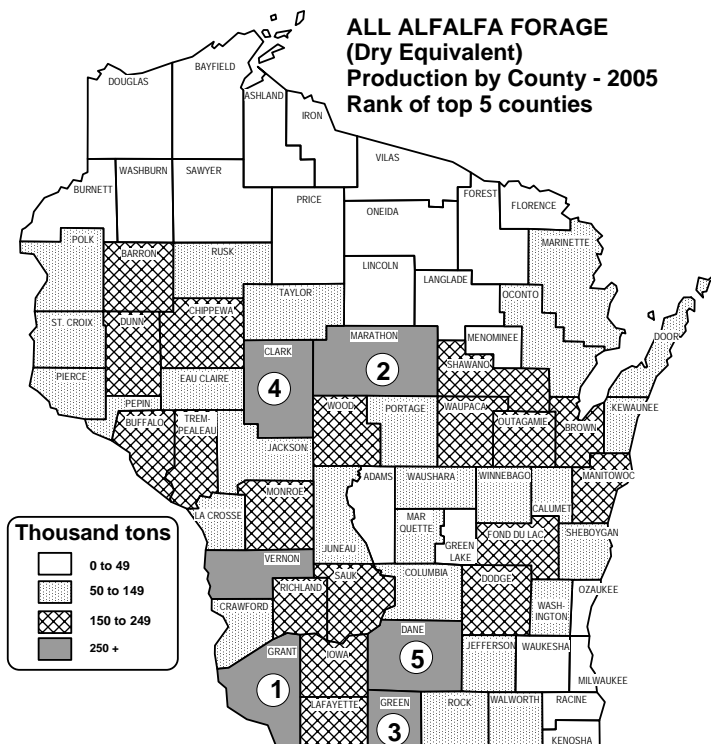 ALL ALFALFA FORAGE
(Dry Equivalent)
Production by County - 2005
Rank of top 5 counties
DOUGLAS
BAYFIELD
ASHLAND
IRON
VILAS
BURNETT
WASHBURN
SAWYER
PRICE
ONEIDA
FOREST
FLORENCE
POLK
BARRON
RUSK
LINCOLN
LANGLADE
MARINETTE
OCONTO
TAYLOR
ST. CROIX
DUNN
CHIPPEWA
CLARK
4
MARATHON
2
MENOMINEE
SHAWANO
DOOR
PIERCE
PEPIN
EAU CLAIRE
BUFFALO
TREM-
PEALEAU
JACKSON
WOOD
PORTAGE
WAUPACA
OUTAGAMIE
BROWN
KEWAUNEE
LA CROSSE
MONROE
JUNEAU
ADAMS
WAUSHARA
WINNEBAGO
CALUMET
MANITOWOC
MAR
QUETTE
GREEN
LAKE
FOND DU LAC
SHEBOYGAN
VERNON
RICHLAND
SAUK
COLUMBIA
DODGE
WASH-
INGTON
OZAUKEE
CRAWFORD
GRANT
1
IOWA
DANE
5
JEFFERSON
WAUKESHA
MILWAUKEE
LAFAYETTE
GREEN
3
ROCK
WALWORTH
RACINE
KENOSHA
Thousand tons
0 to 49
50 to 149
150 to 249
250 +